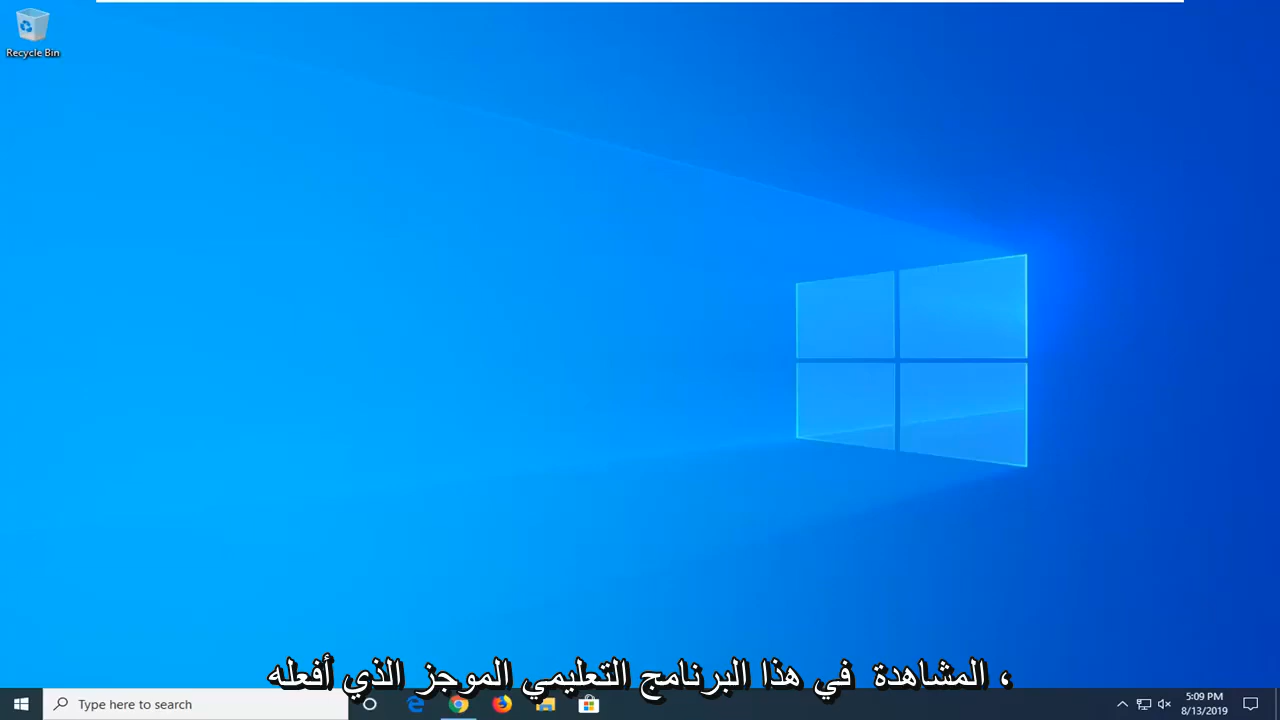 Recycle Bin
، المشاهدة في هذا البرنامج التعليمي الموجز الذي أفعله
Type here to search
5:09 PM
8/13/2019